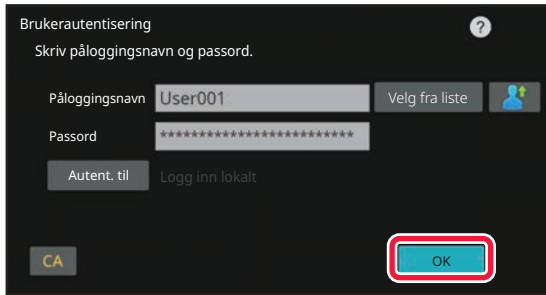 Brukerautentisering
?
Skriv påloggingsnavn og passord.
Påloggingsnavn User001 Velg fra liste
Passord *************************
Autent. til Logg inn lokalt
CA OK